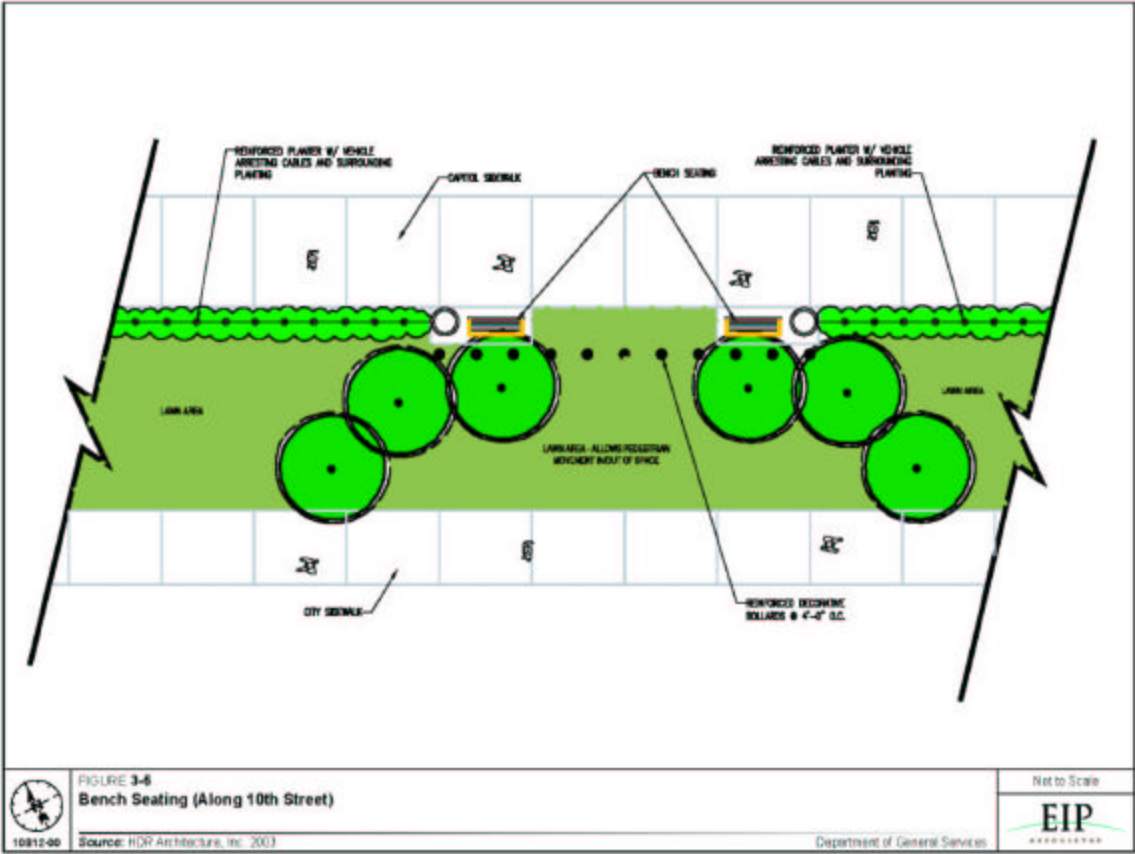 REINFORCED PLANTER W/ VEHICLE
ARRESTING CABLES AND SURROUNDING
PLANTING
CAPITOL SIDEWALK
BENCH SEATING
REINFORCED PLANTER W/ VEHICLE
ARRESTING CABLES AND SURROUNDING
PLANTING
LAWN AREA
LAWN AREA
LAWN AREA - ALLOWS PEDESTRIAN
MOVEMENT IN/OUT OF SPACE
CITY SIDEWALK
REINFORCED DECORATIVE
BOLLARDS @ 4'-0" O.C.
FIGURE 3-6
Bench Seating (Along 10th Street)
10812-00
Source: HDR Architecture, Inc. 2003
Department of General Services
Not to Scale
EIP
ASSOCIATES